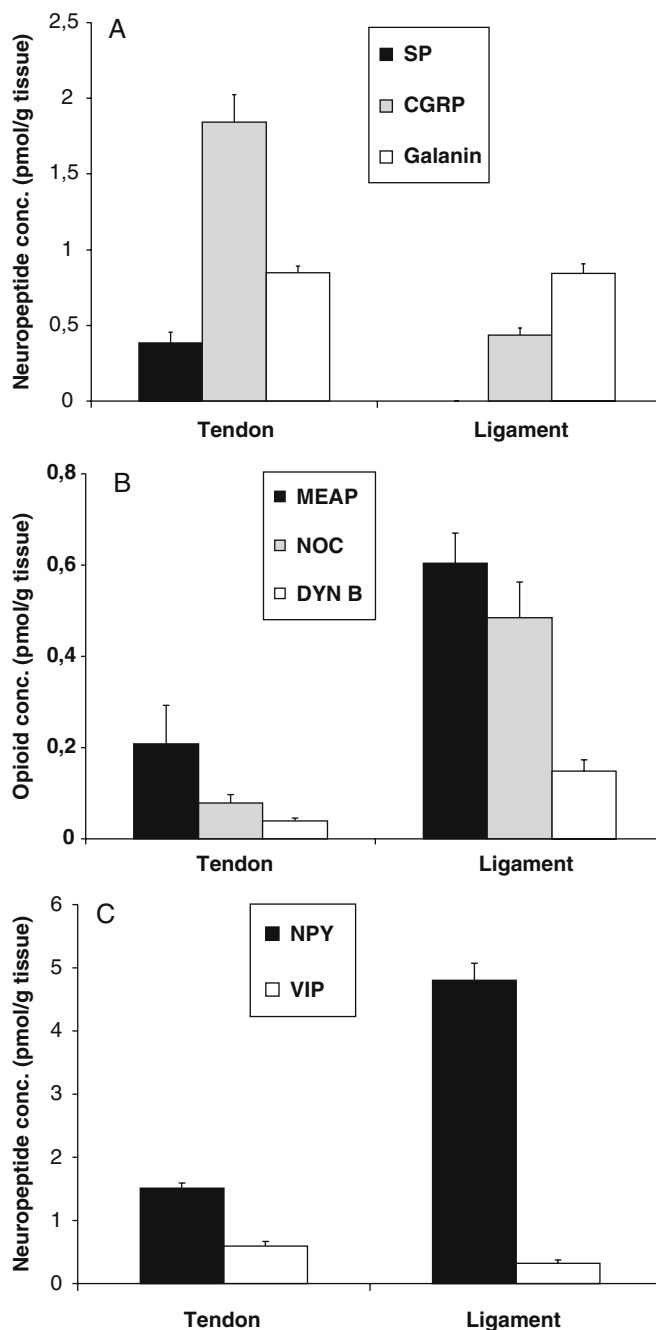 A
Neuropeptide conc. (pmol/g tissue)
2,5
2
1,5
1
0,5
0
SP
CGRP
Galanin
Tendon
Ligament
B
Opioid conc. (pmol/g tissue)
0,8
0,6
0,4
0,2
0
MEAP
NOC
DYN B
Tendon
Ligament
C
Neuropeptide conc. (pmol/g tissue)
6
5
4
3
2
1
0
NPY
VIP
Tendon
Ligament